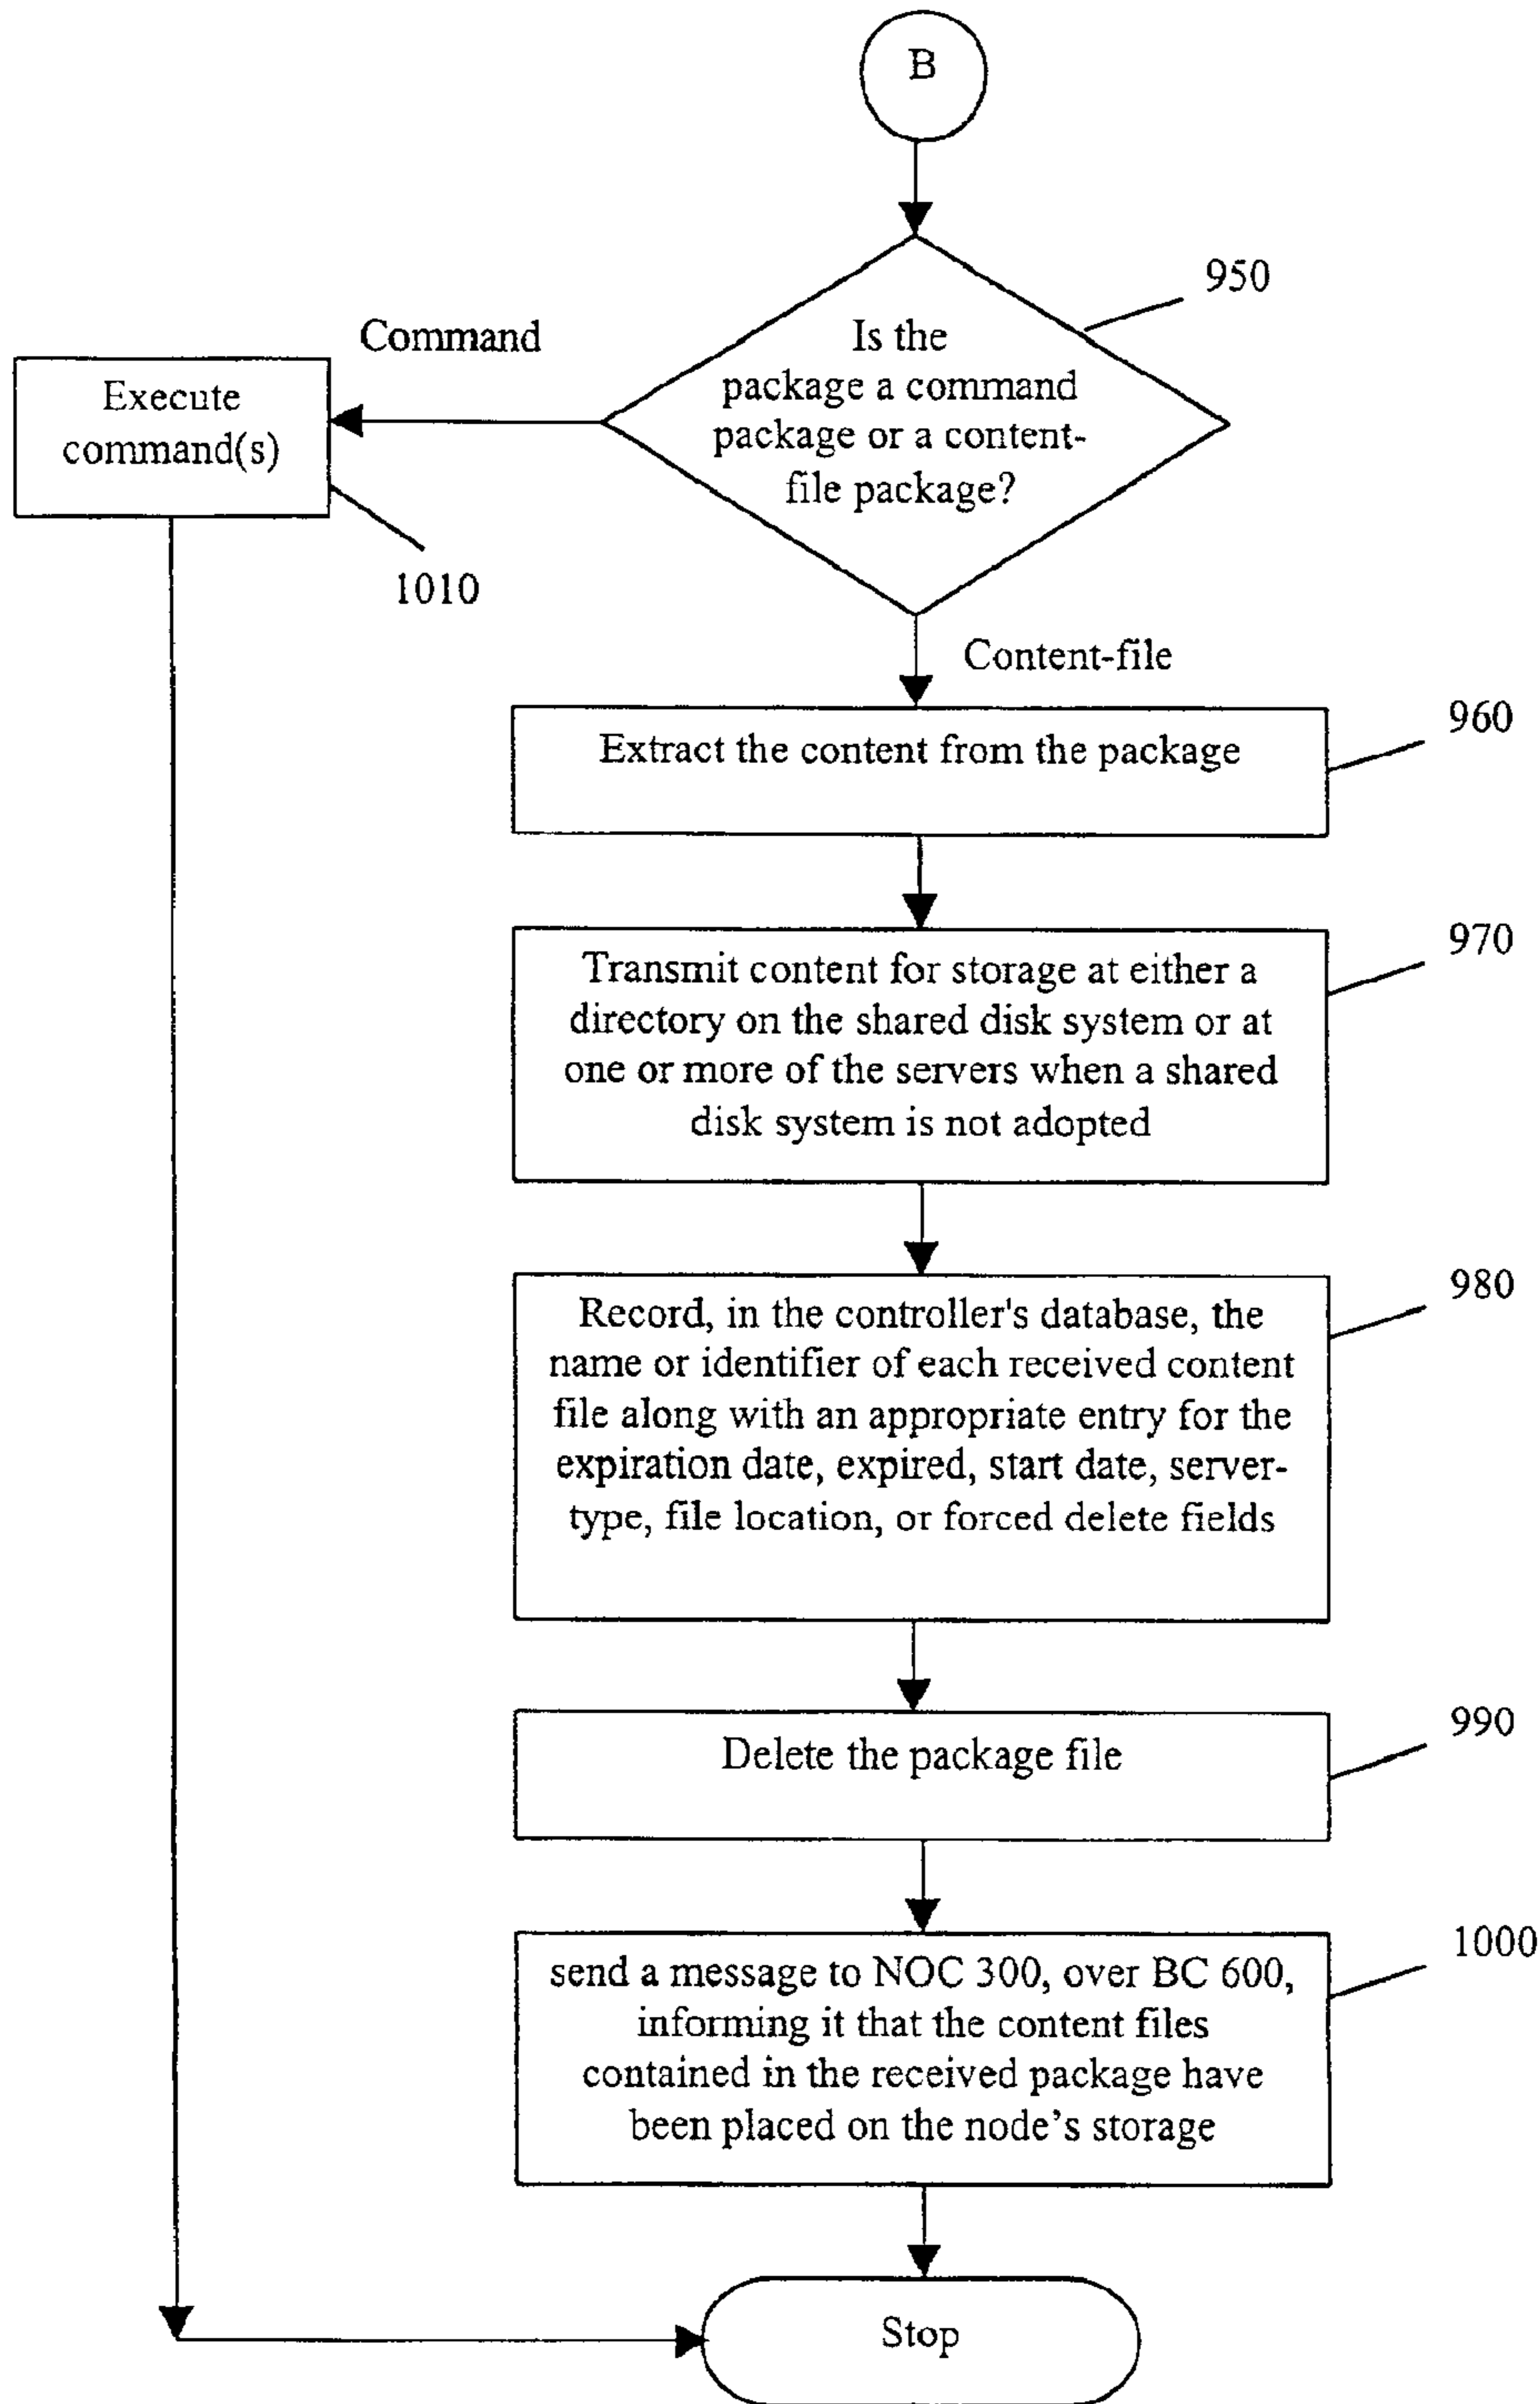 B
950
Is the
package a command
package or a content-
file package?
Command
Execute
command(s)
1010
Content-file
960
Extract the content from the package
970
Transmit content for storage at either a
directory on the shared disk system or at
one or more of the servers when a shared
disk system is not adopted
980
Record, in the controller's database, the
name or identifier of each received content
file along with an appropriate entry for the
expiration date, expired, start date, server-
type, file location, or forced delete fields
990
Delete the package file
1000
send a message to NOC 300, over BC 600,
informing it that the content files
contained in the received package have
been placed on the node's storage
Stop